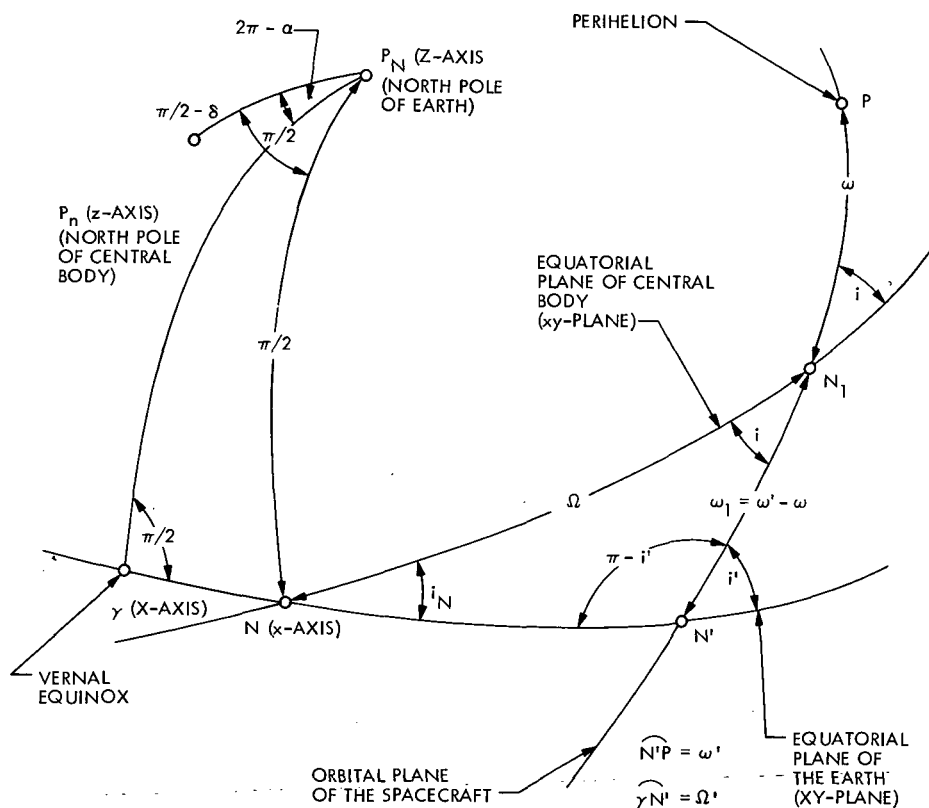 2π - α
P_N (Z-AXIS
(NORTH POLE
OF EARTH)
PERIHELION
P
π/2 - δ
π/2
P_n (z-AXIS)
(NORTH POLE
OF CENTRAL
BODY)
ω
EQUATORIAL
PLANE OF CENTRAL
BODY
(xy-PLANE)
i
π/2
N_1
i
Ω
ω_1 = ω' - ω
π/2
π - i'
i_N
i'
γ (X-AXIS)
N (x-AXIS)
N'
VERNAL
EQUINOX
ORBITAL PLANE
OF THE SPACECRAFT
N'P = ω'
γN' = Ω'
EQUATORIAL
PLANE OF
THE EARTH
(XY-PLANE)